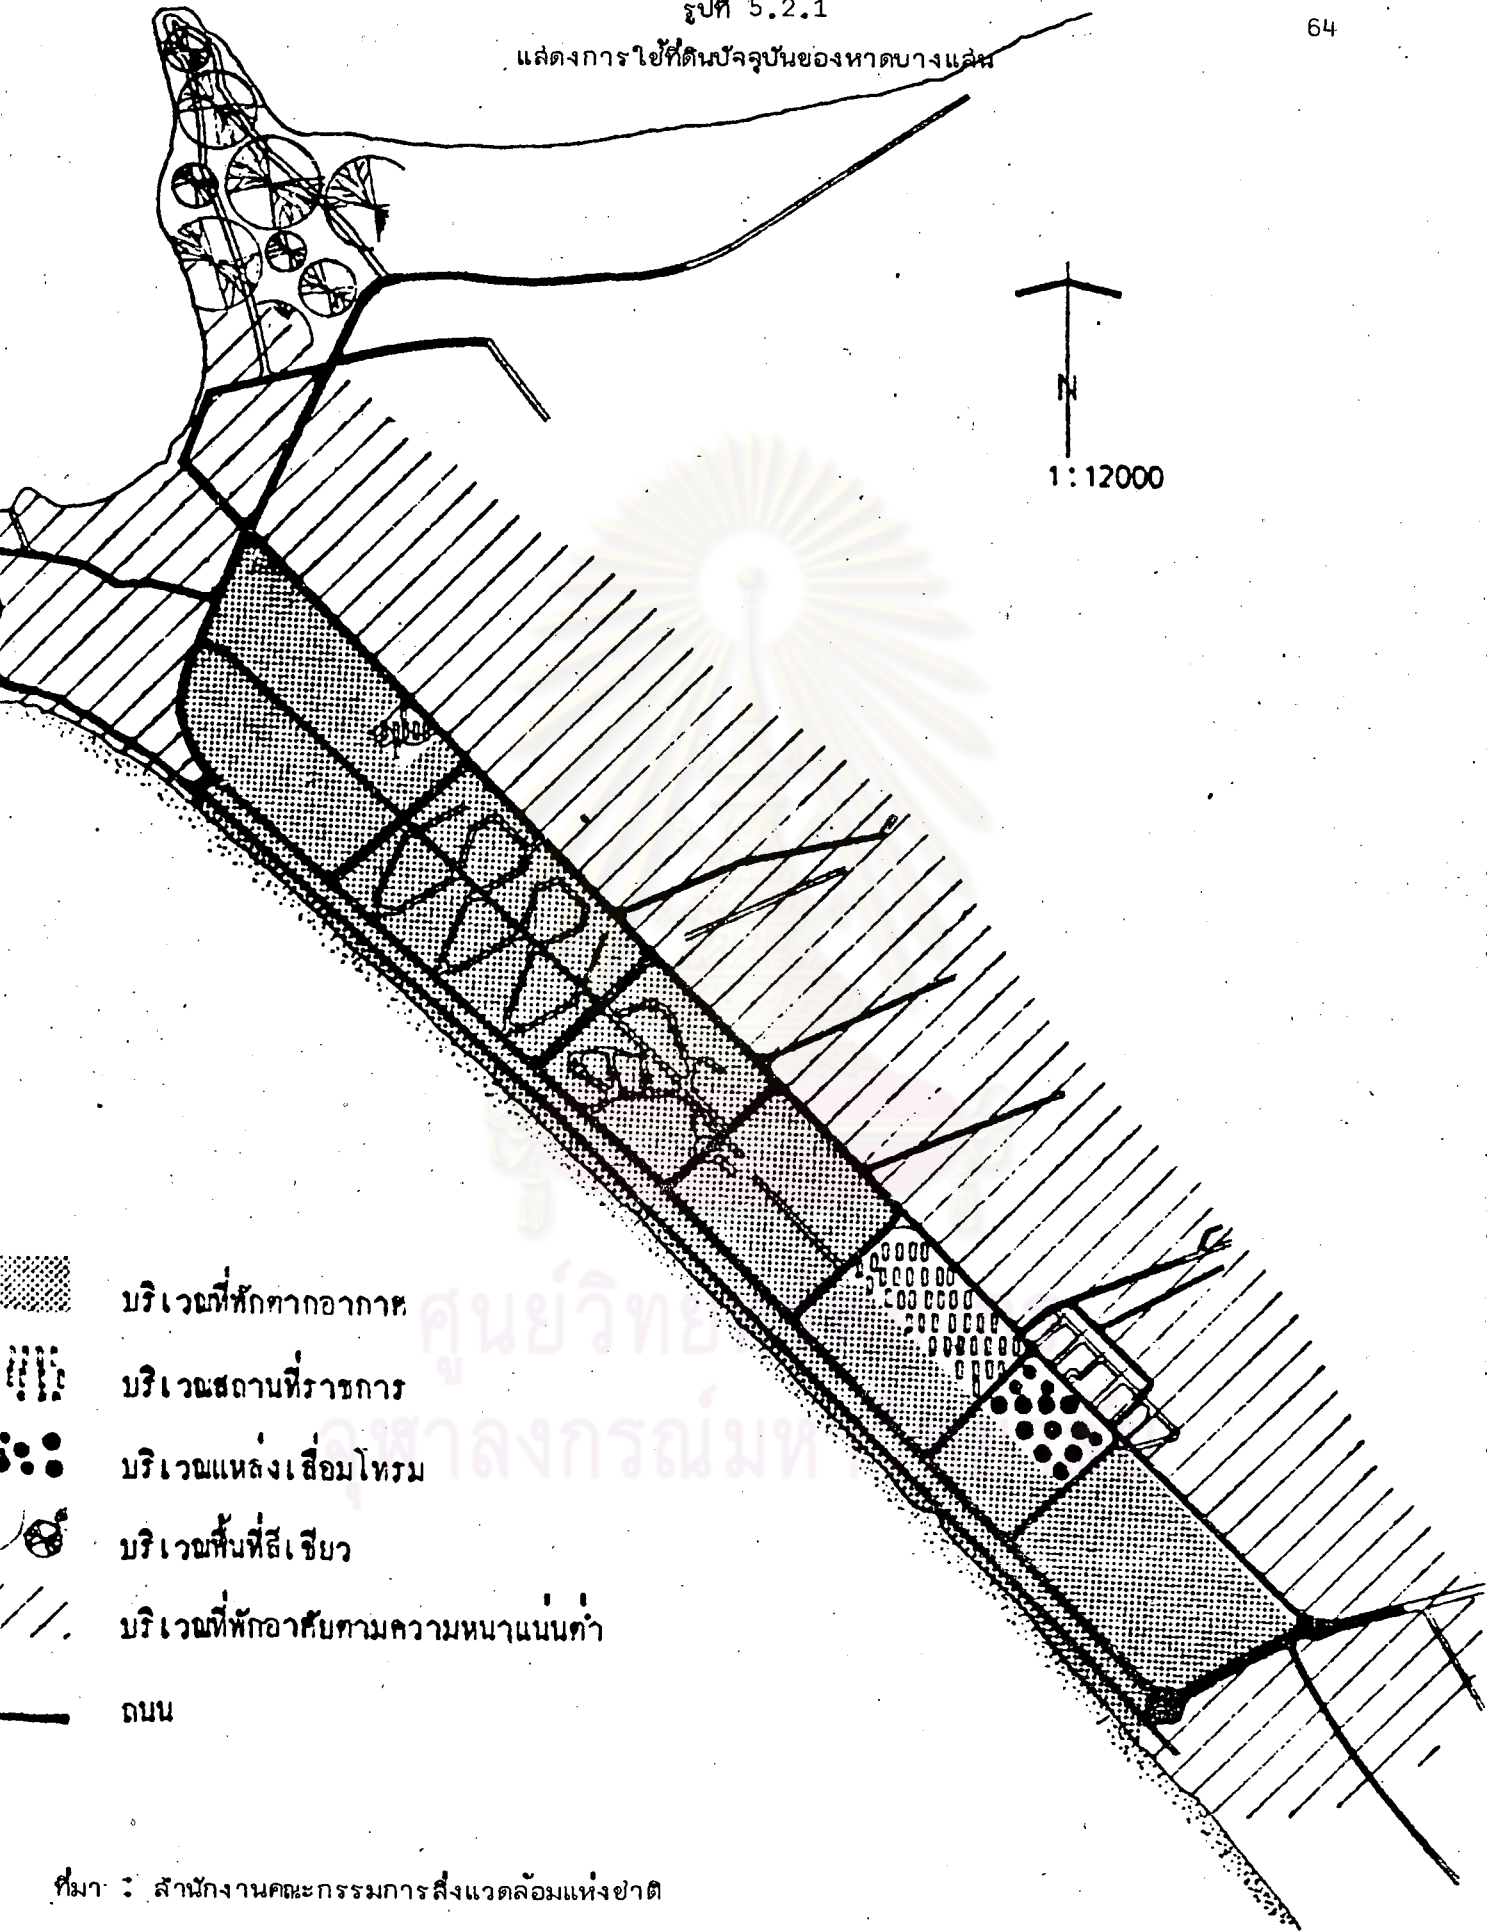 รูปที่ 5.2.1
64
แสดงการใช้ที่ดินปัจจุบันของหาดบางแสน
N
1:12000
บริเวณที่พักตากอากาศ
บริเวณสถานที่ราชการ
บริเวณแหล่งเสื่อมโทรม
บริเวณพื้นที่สีเขียว
บริเวณที่พักอาศัยตามความหนาแน่นต่ำ
ถนน
ที่มา : สำนักงานคณะกรรมการสิ่งแวดล้อมแห่งชาติ